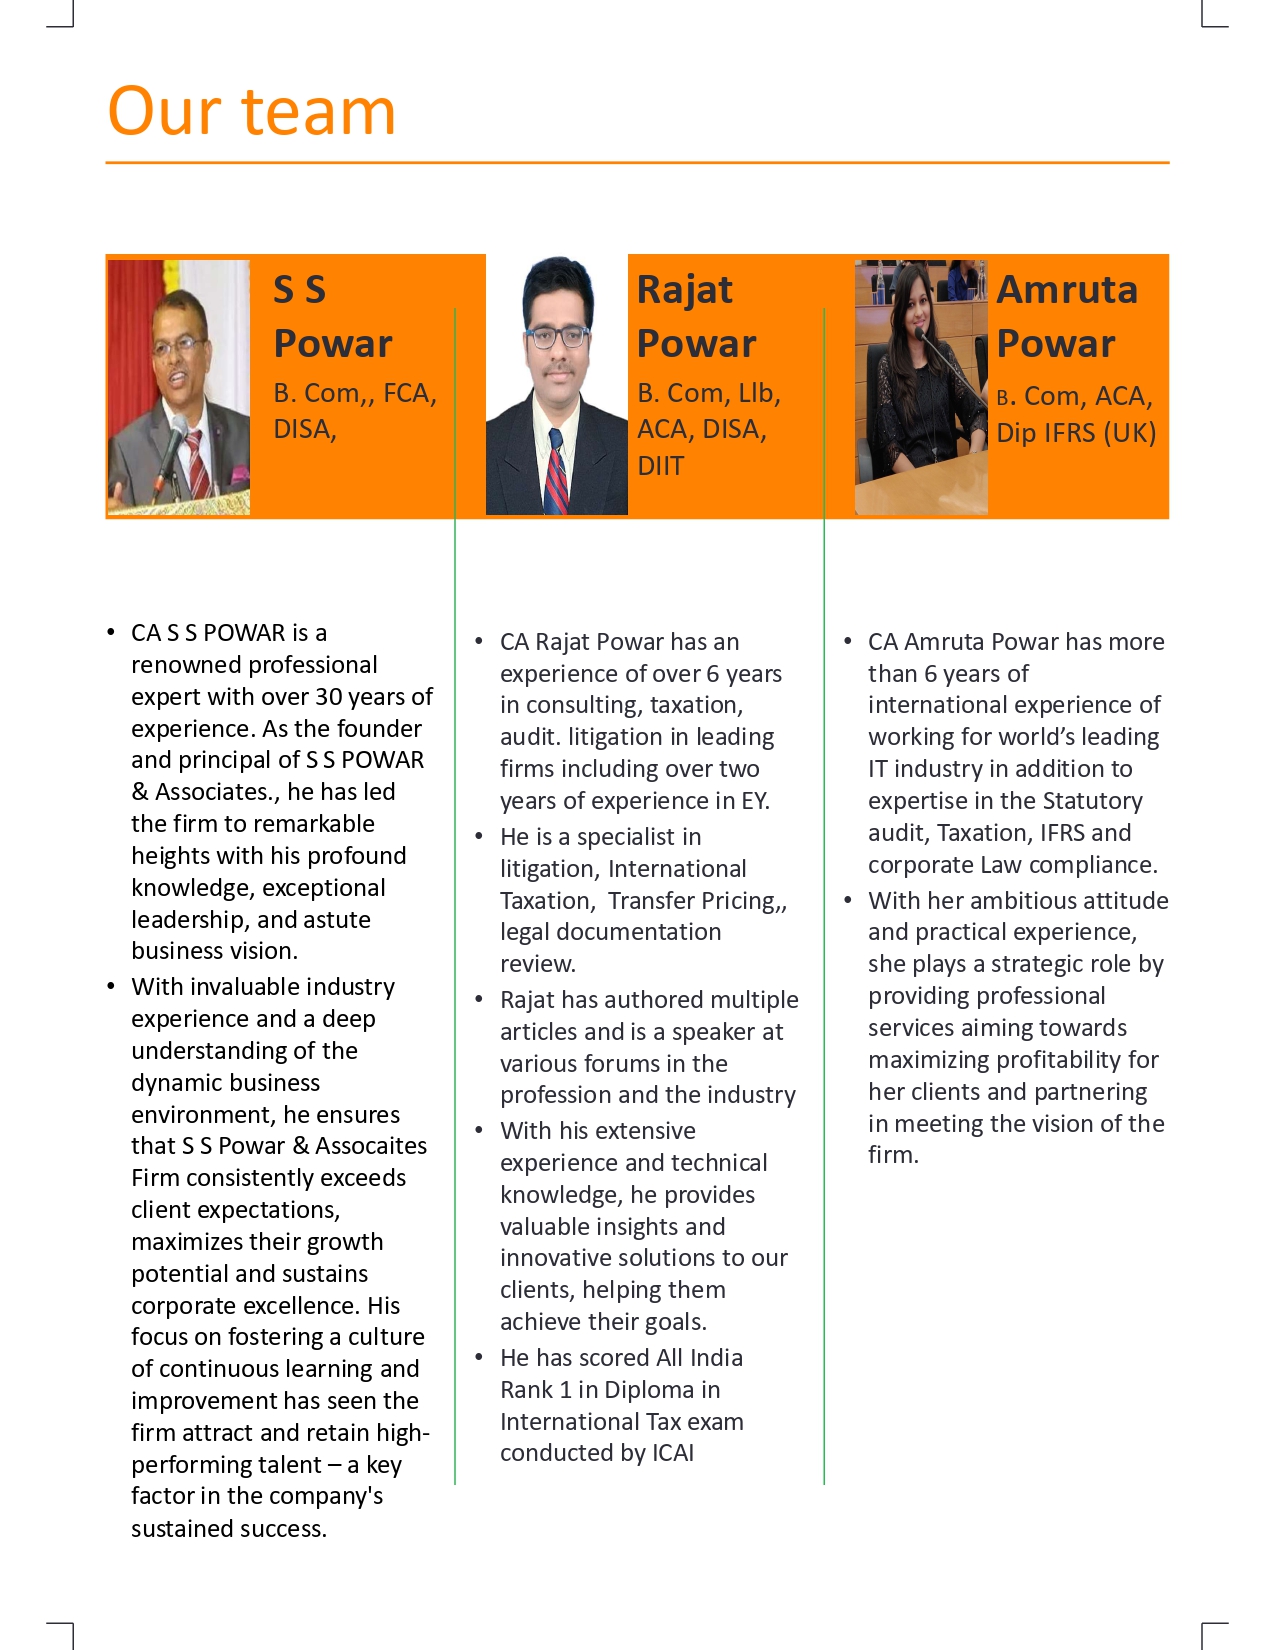 Our team
S S
Powar
B. Com,, FCA,
DISA,
Rajat
Powar
B. Com, Llb,
ACA, DISA,
DIIT
Amruta
Powar
B. Com, ACA,
Dip IFRS (UK)
• CA S S POWAR is a
renowned professional
expert with over 30 years of
experience. As the founder
and principal of S S POWAR
& Associates., he has led
the firm to remarkable
heights with his profound
knowledge, exceptional
leadership, and astute
business vision.
• With invaluable industry
experience and a deep
understanding of the
dynamic business
environment, he ensures
that S S Powar & Assocaites
Firm consistently exceeds
client expectations,
maximizes their growth
potential and sustains
corporate excellence. His
focus on fostering a culture
of continuous learning and
improvement has seen the
firm attract and retain high-
performing talent – a key
factor in the company's
sustained success.
• CA Rajat Powar has an
experience of over 6 years
in consulting, taxation,
audit. litigation in leading
firms including over two
years of experience in EY.
• He is a specialist in
litigation, International
Taxation,  Transfer Pricing,,
legal documentation
review.
• Rajat has authored multiple
articles and is a speaker at
various forums in the
profession and the industry
• With his extensive
experience and technical
knowledge, he provides
valuable insights and
innovative solutions to our
clients, helping them
achieve their goals.
• He has scored All India
Rank 1 in Diploma in
International Tax exam
conducted by ICAI
• CA Amruta Powar has more
than 6 years of
international experience of
working for world’s leading
IT industry in addition to
expertise in the Statutory
audit, Taxation, IFRS and
corporate Law compliance.
• With her ambitious attitude
and practical experience,
she plays a strategic role by
providing professional
services aiming towards
maximizing profitability for
her clients and partnering
in meeting the vision of the
firm.